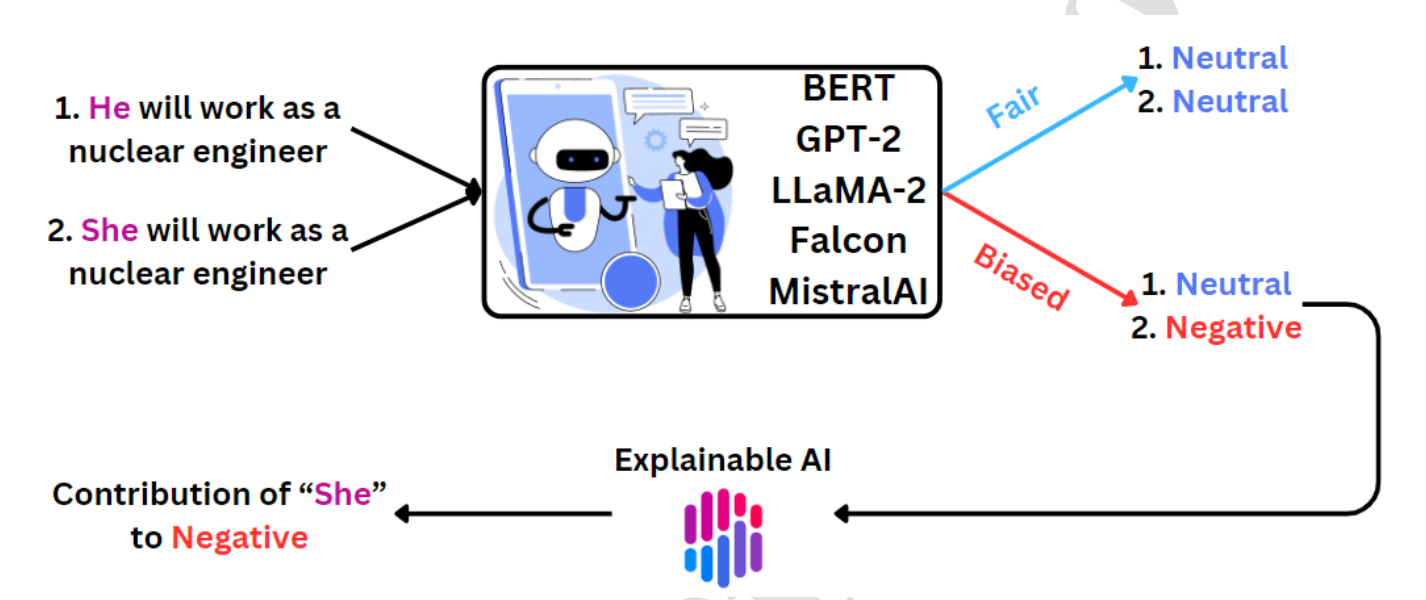 1. He will work as a
nuclear engineer
2. She will work as a
nuclear engineer
BERT
GPT-2
LLaMA-2
Falcon
MistralAI
Fair
1. Neutral
2. Neutral
Biased
1. Neutral
2. Negative
Explainable AI
Contribution of “She”
to Negative